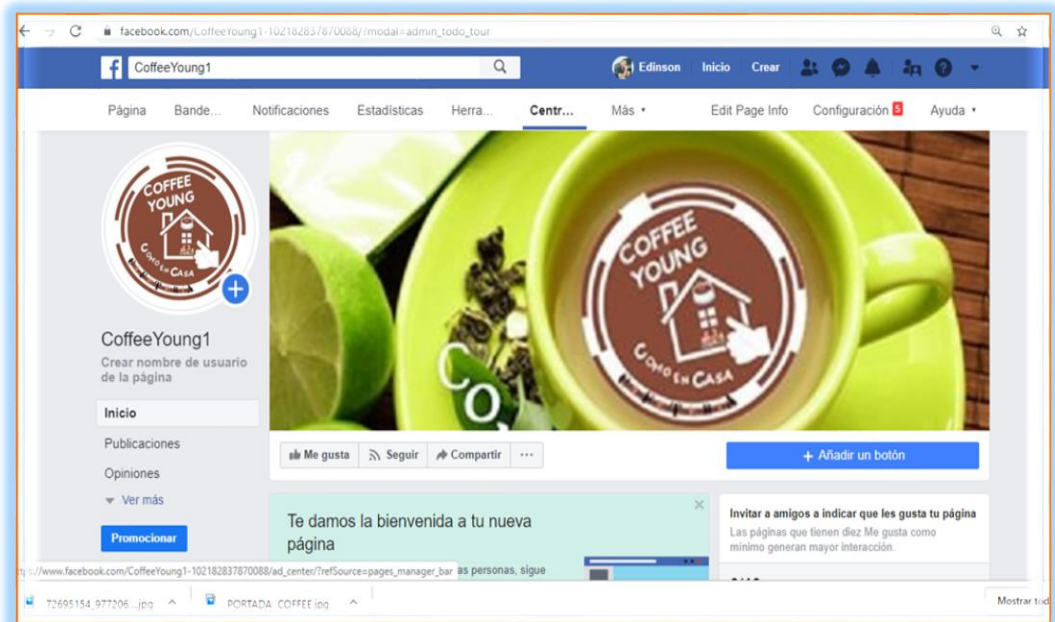 facebook.com/CoffeeYoung1-102182837870088/?modal=admin_todo_tour
CoffeeYoung1
Edinson Inicio Crear
Página Bande... Notificaciones Estadísticas Herra... Centr... Más Edit Page Info Configuración 5 Ayuda
COFFEE
YOUNG
COMO EN CASA
COFFEE
YOUNG
COMO EN CASA
Co
CoffeeYoung1
Crear nombre de usuario
de la página
Inicio
Publicaciones
Opiniones
Ver más
Promocionar
Me gusta Seguir Compartir ...
+ Añadir un botón
Te damos la bienvenida a tu nueva
página
as personas, sigue
Invitar a amigos a indicar que les gusta tu página
Las páginas que tienen diez Me gusta como
mínimo generan mayor interacción.
tps://www.facebook.com/CoffeeYoung1-102182837870088/ad_center/?refSource=pages_manager_bar
72695154_977206....jpg PORTADA COFFEE.jpg Mostrar tod